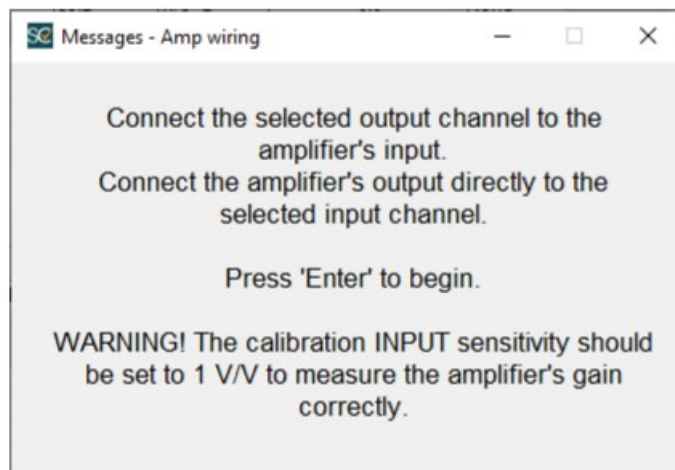 Messages - Amp wiring
Connect the selected output channel to the
amplifier's input.
Connect the amplifier's output directly to the
selected input channel.
Press 'Enter' to begin.
WARNING! The calibration INPUT sensitivity should
be set to 1 V/V to measure the amplifier's gain
correctly.